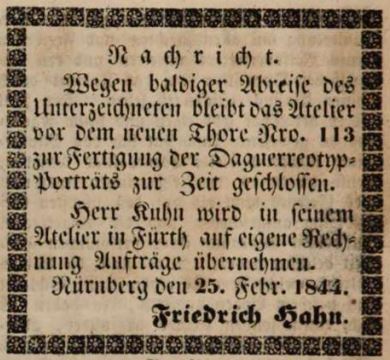 Nachricht.
Wegen baldiger Abreise des
Unterzeichneten bleibt das Atelier
vor dem neuen Thore Nro. 113
zur Fertigung der Daguerreotyp-
Porträts zur Zeit geschlossen.
Herr Kuhn wird in seinem
Atelier in Fürth auf eigene Rech-
nung Aufträge übernehmen.
Nürnberg den 25. Febr. 1844.
Friedrich Hahn.